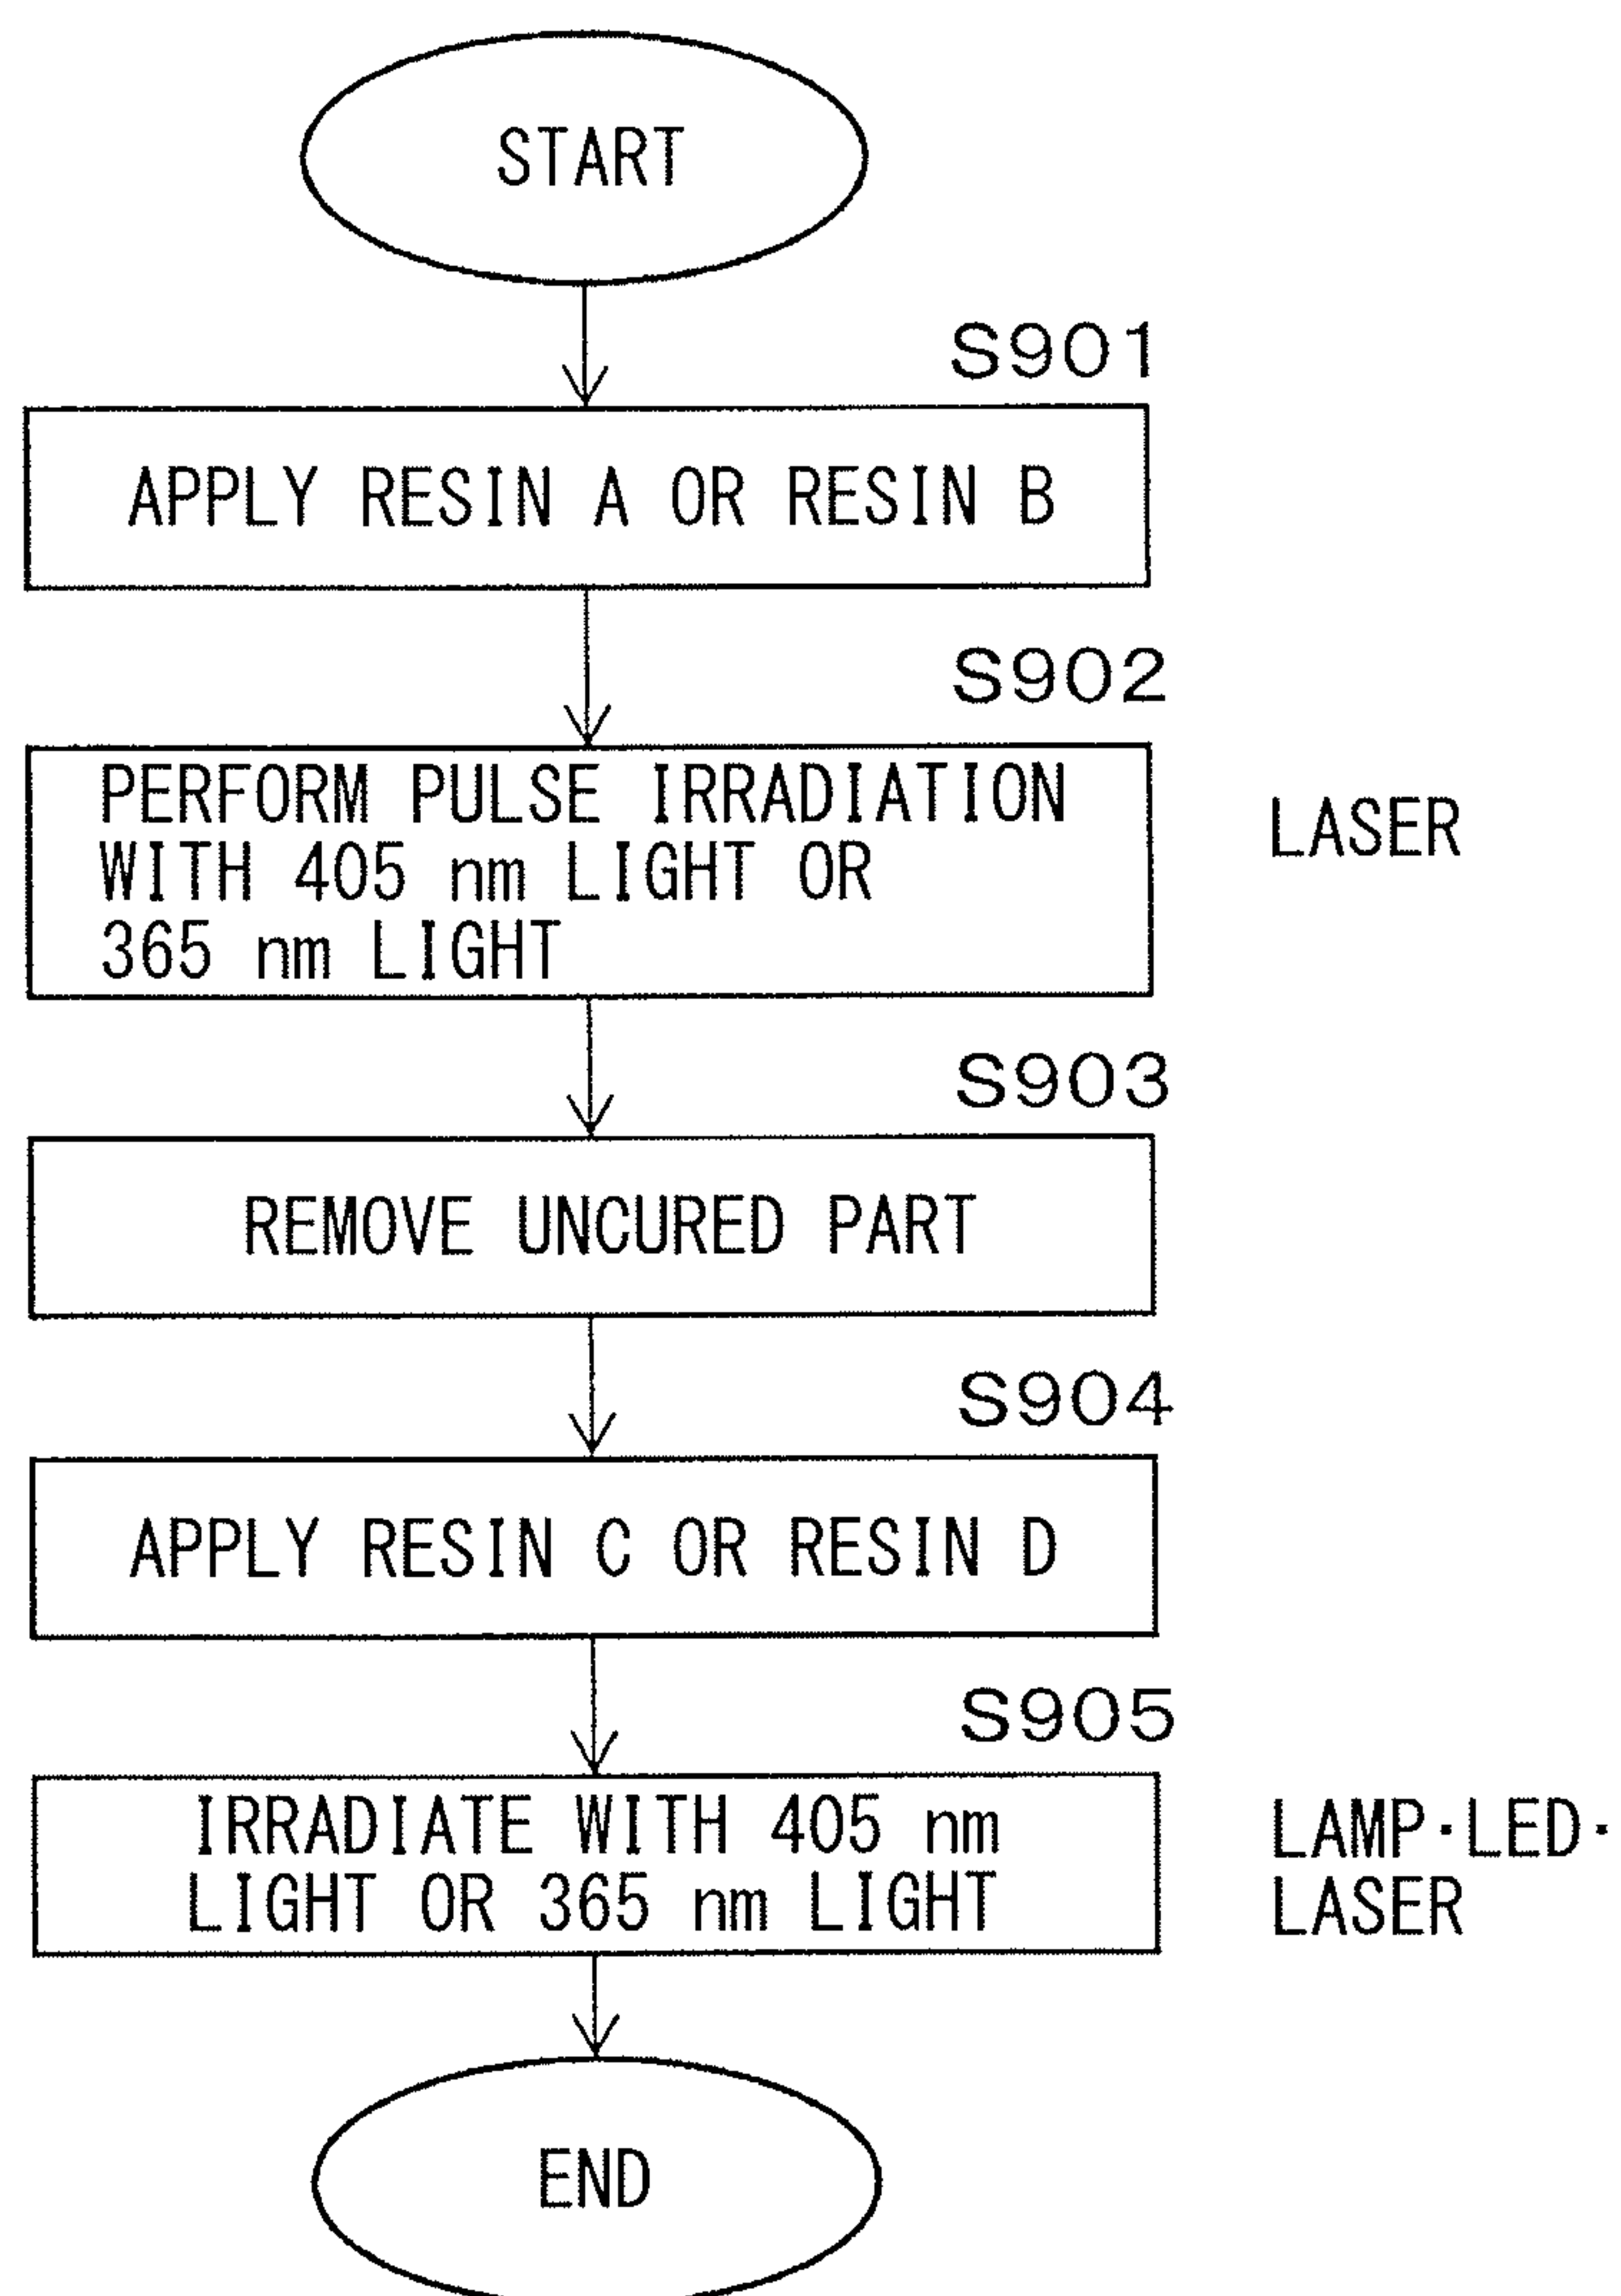 START
S901
APPLY RESIN A OR RESIN B
S902
PERFORM PULSE IRRADIATION
WITH 405 nm LIGHT OR
365 nm LIGHT
LASER
S903
REMOVE UNCURED PART
S904
APPLY RESIN C OR RESIN D
S905
IRRADIATE WITH 405 nm
LIGHT OR 365 nm LIGHT
LAMP·LED·
LASER
END